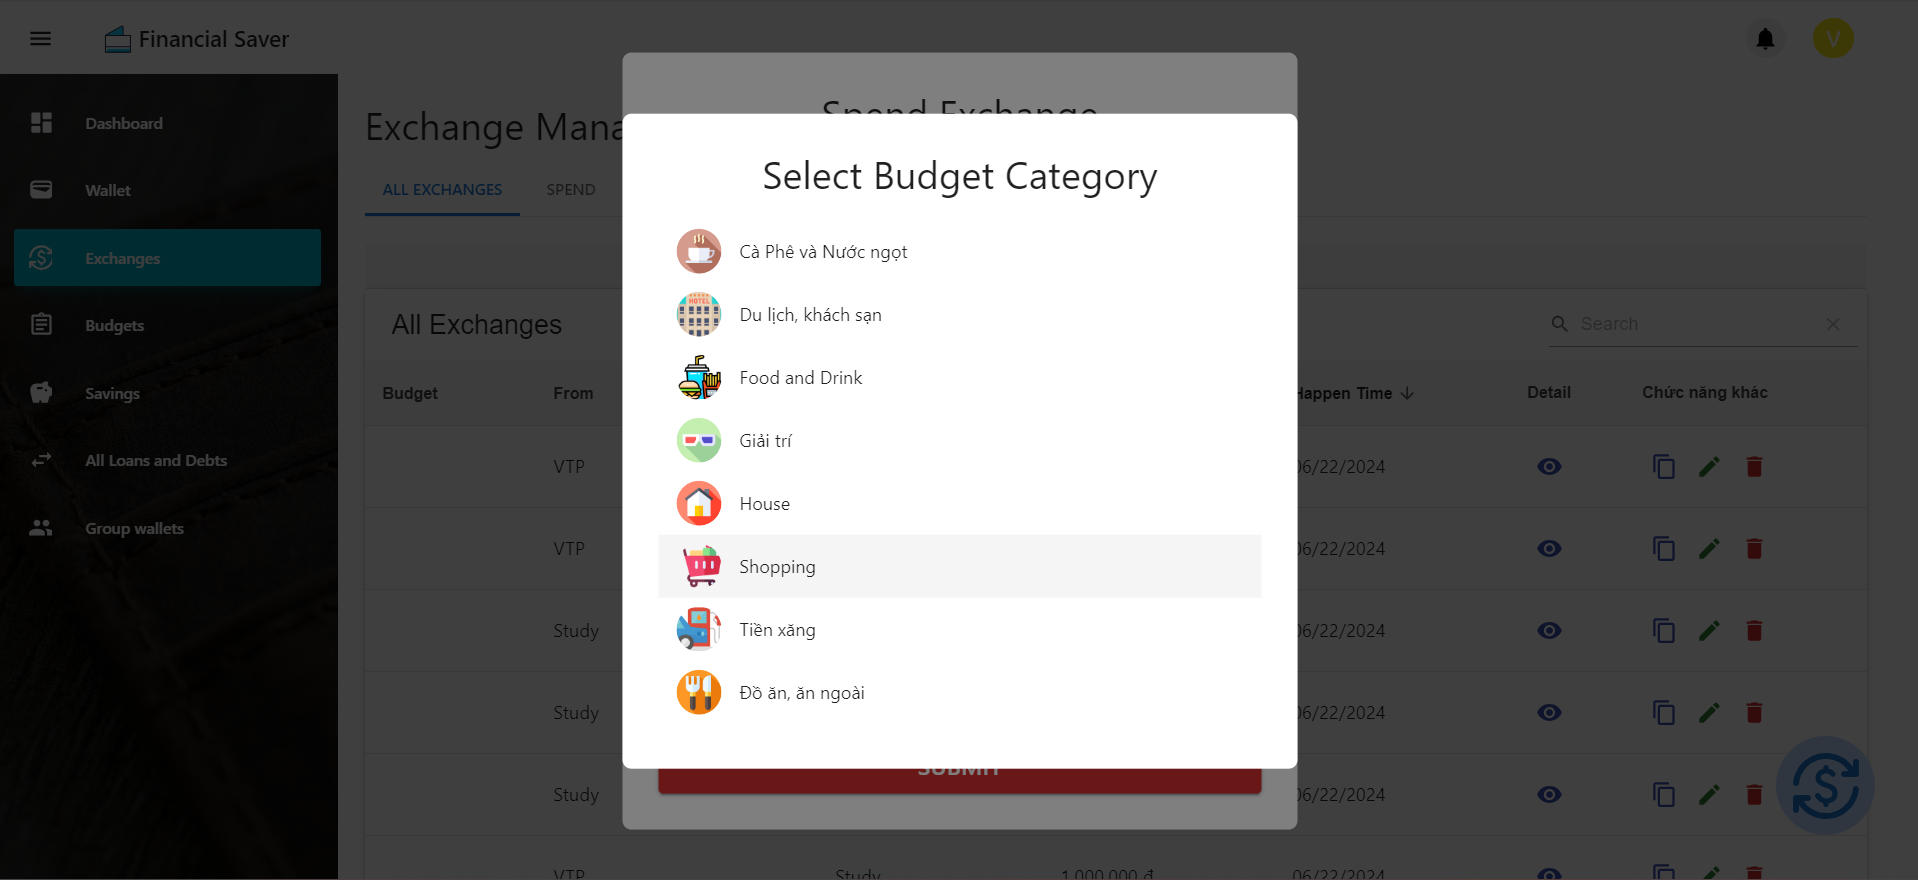 Financial Saver
V
Dashboard
Wallet
Exchanges
Budgets
Savings
All Loans and Debts
Group wallets
Exchange Mana
ALL EXCHANGES
SPEND
Spend Exchange
Select Budget Category
Cà Phê và Nước ngọt
HOTEL
Du lịch, khách sạn
Food and Drink
Giải trí
House
Shopping
Tiền xăng
Đồ ăn, ăn ngoài
SUBMIT
All Exchanges
Search
Budget From Happen Time Detail Chức năng khác
VTP 06/22/2024
VTP 06/22/2024
Study 06/22/2024
Study 06/22/2024
Study 06/22/2024
VTP Study 1,000,000 đ 06/22/2024